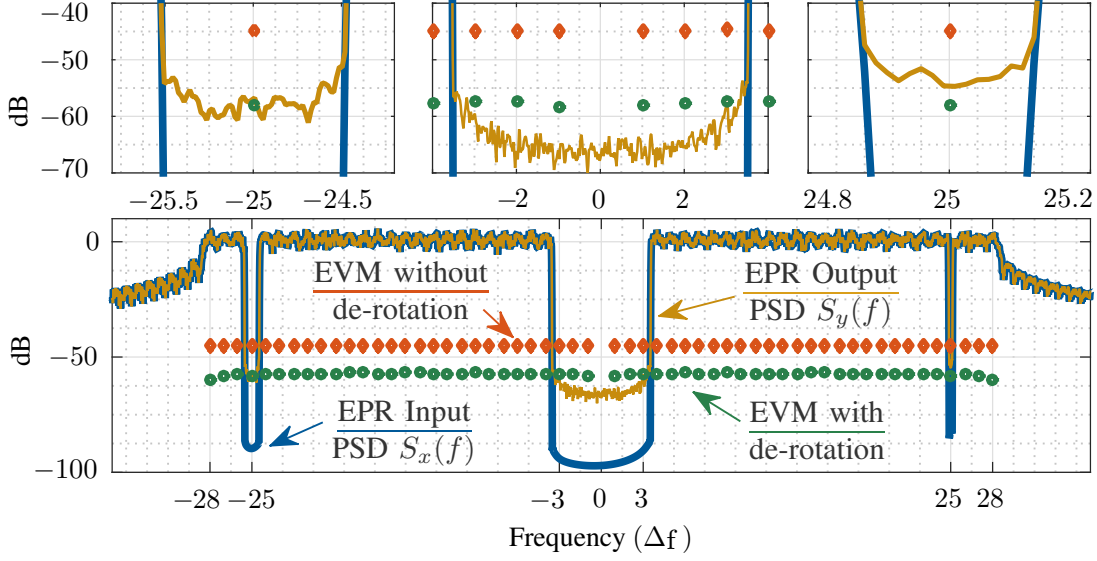 −40
−50
−60
−70
dB
−25.5 −25 −24.5
−2 0 2
24.8 25 25.2
0
−50
−100
dB
EVM without
de-rotation
EPR Output
PSD Sy(f)
EPR Input
PSD Sx(f)
EVM with
de-rotation
−28 −25 −3 0 3 25 28
Frequency (Δf)